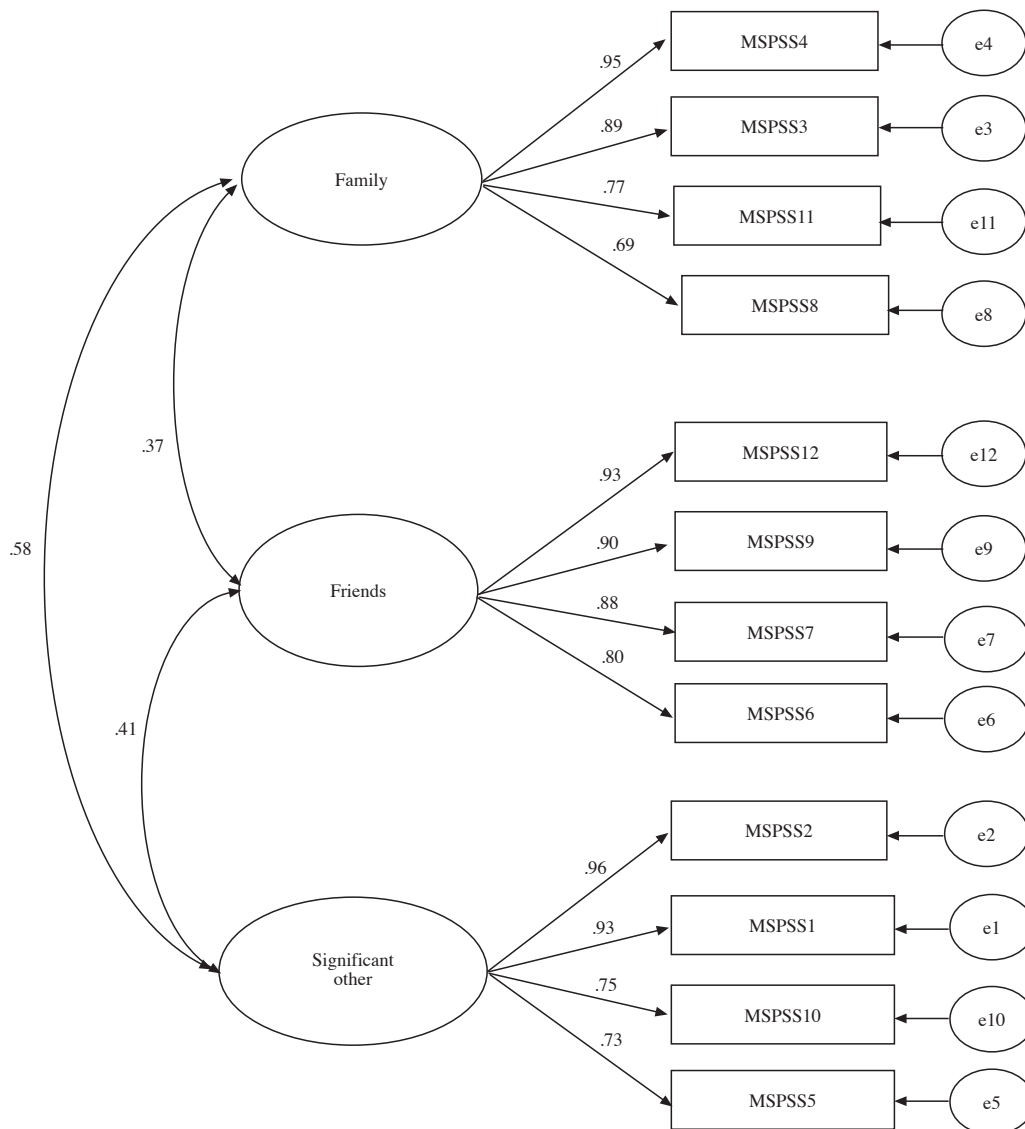 MSPSS4
e4
.95
MSPSS3
e3
.89
Family
.77
MSPSS11
e11
.69
MSPSS8
e8
.37
MSPSS12
e12
.93
MSPSS9
e9
.90
.58
Friends
.88
MSPSS7
e7
.80
MSPSS6
e6
.41
MSPSS2
e2
.96
MSPSS1
e1
.93
Significant
other
.75
MSPSS10
e10
.73
MSPSS5
e5